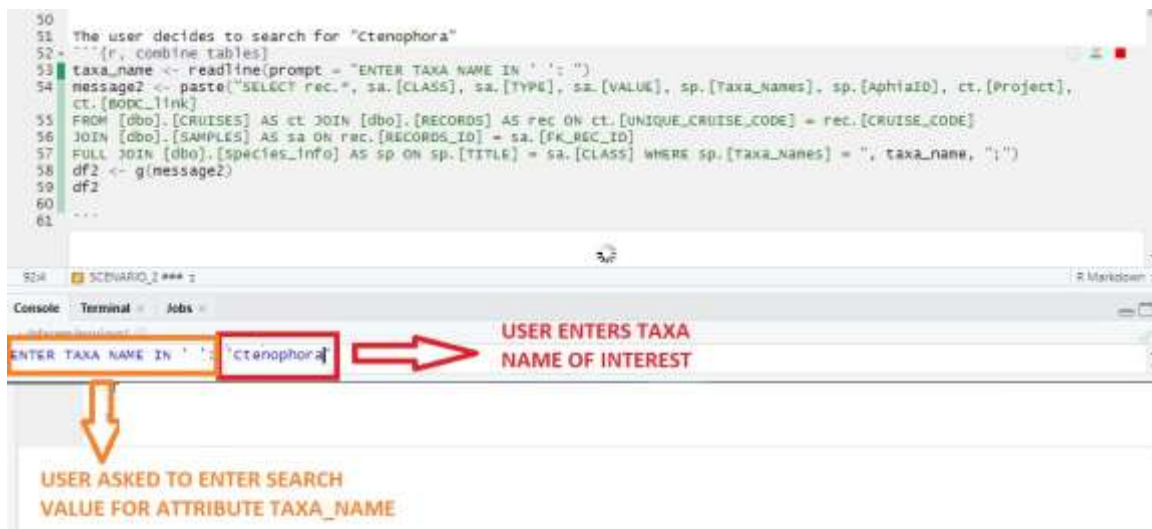 50
51 The user decides to search for "Ctenophora"
52 ```{r, combine tables}
53 taxa_name <- readline(prompt = "ENTER TAXA NAME IN ' ': ")
54 message2 <- paste("SELECT rec.*, sa.[CLASS], sa.[TYPE], sa.[VALUE], sp.[Taxa_Names], sp.[AphiaID], ct.[Project],
ct.[BODC_link]
55 FROM [dbo].[CRUISES] AS ct JOIN [dbo].[RECORDS] AS rec ON ct.[UNIQUE_CRUISE_CODE] = rec.[CRUISE_CODE]
56 JOIN [dbo].[SAMPLES] AS sa ON rec.[RECORDS_ID] = sa.[FK_REC_ID]
57 FULL JOIN [dbo].[Species_info] AS sp ON sp.[TITLE] = sa.[CLASS] WHERE sp.[Taxa_Names] = ", taxa_name, ";")
58 df2 <- g(message2)
59 df2
60
61 ```
92:4 SCENARIO_2 ### R Markdown
Console Terminal Jobs
ENTER TAXA NAME IN ' ': 'Ctenophora'
USER ENTERS TAXA
NAME OF INTEREST
USER ASKED TO ENTER SEARCH
VALUE FOR ATTRIBUTE TAXA_NAME